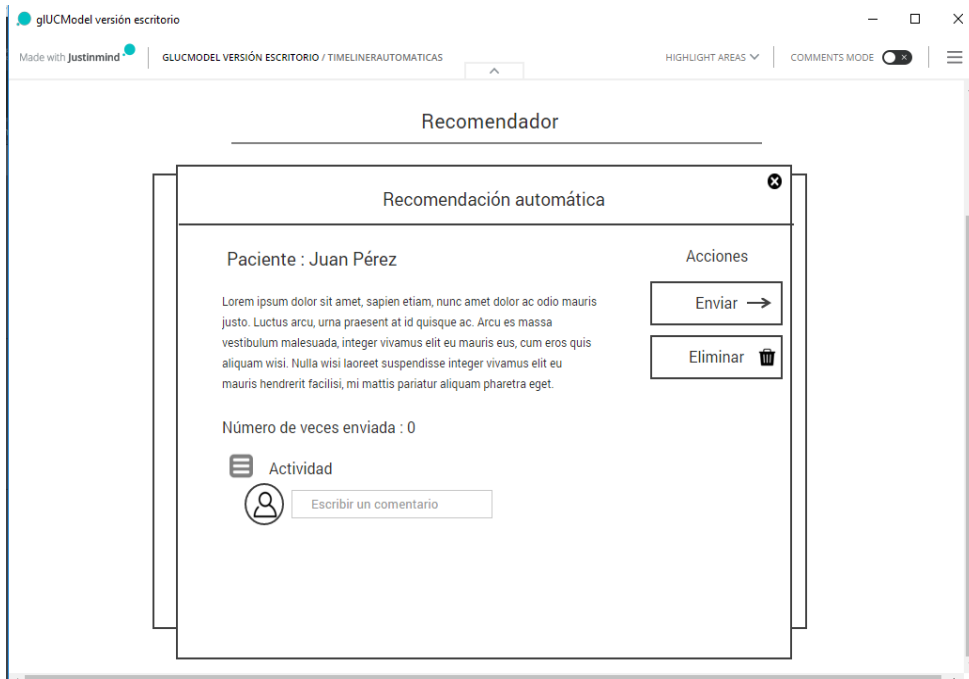 glUCModel versión escritorio
Made with Justinmind
GLUCMODEL VERSIÓN ESCRITORIO / TIMELINERAUTOMATICAS
HIGHLIGHT AREAS
COMMENTS MODE
Recomendador
Recomendación automática
Paciente : Juan Pérez
Acciones
Lorem ipsum dolor sit amet, sapien etiam, nunc amet dolor ac odio mauris
justo. Luctus arcu, urna praesent at id quisque ac. Arcu es massa
vestibulum malesuada, integer vivamus elit eu mauris eus, cum eros quis
aliquam wisi. Nulla wisi laoreet suspendisse integer vivamus elit eu
mauris hendrerit facilisi, mi mattis pariatur aliquam pharetra eget.
Enviar
Eliminar
Número de veces enviada : 0
Actividad
Escribir un comentario